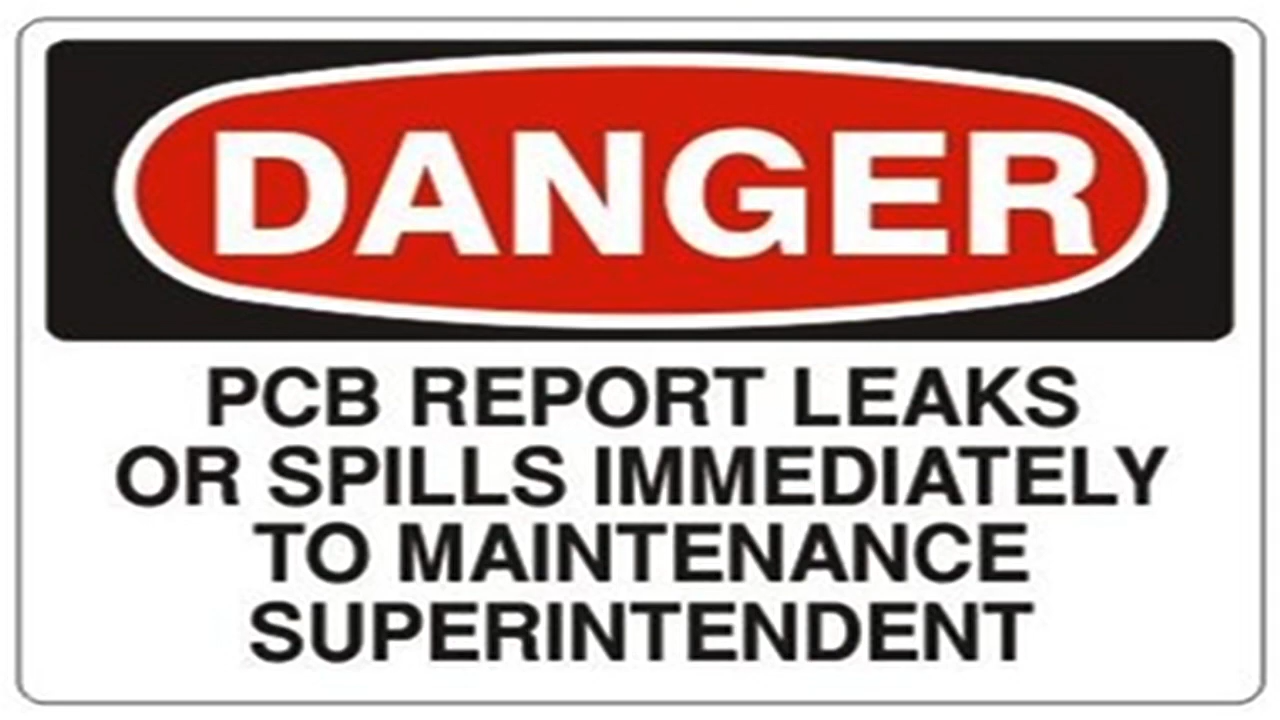 DANGER
PCB REPORT LEAKS
OR SPILLS IMMEDIATELY
TO MAINTENANCE
SUPERINTENDENT